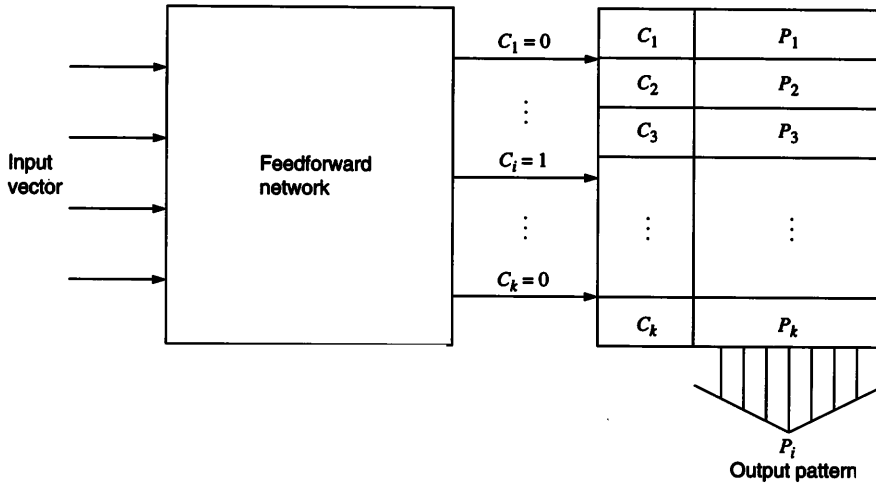 Input
vector
Feedforward
network
C₁ = 0
⋮
Cᵢ = 1
⋮
Cₖ = 0
C₁ P₁
C₂ P₂
C₃ P₃
⋮ ⋮
Cₖ Pₖ
Pᵢ
Output pattern